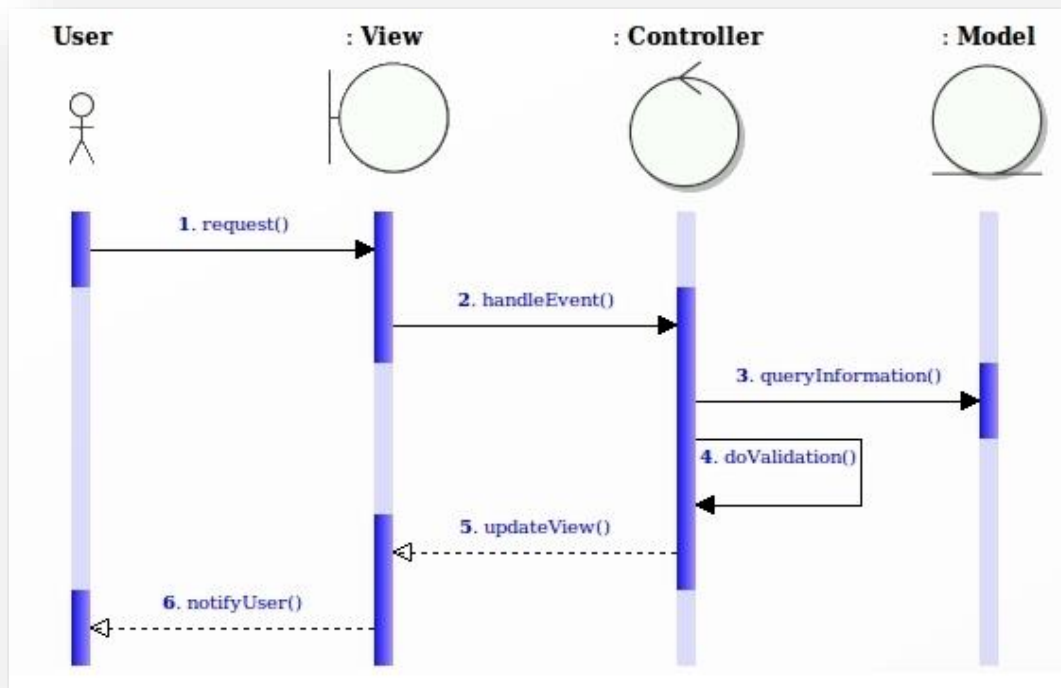 User
: View
: Controller
: Model
1. request()
2. handleEvent()
3. queryInformation()
4. doValidation()
5. updateView()
6. notifyUser()